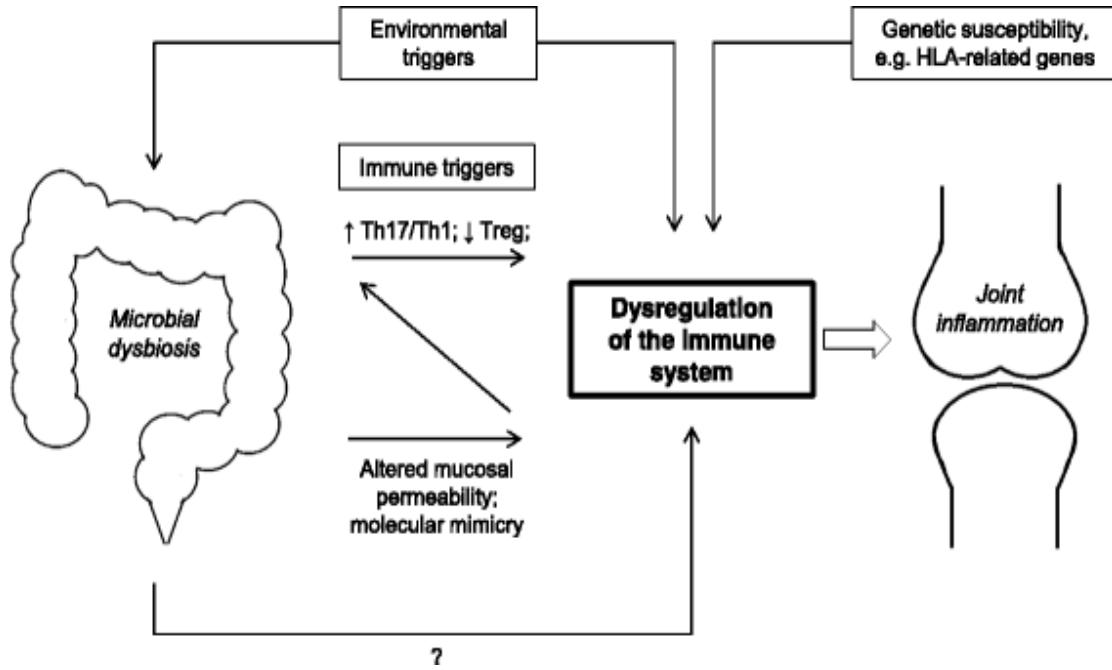 Environmental
triggers
Genetic susceptibility,
e.g. HLA-related genes
Immune triggers
↑ Th17/Th1; ↓ Treg;
Microbial
dysbiosis
Dysregulation
of the immune
system
Joint
inflammation
Altered mucosal
permeability;
molecular mimicry
?